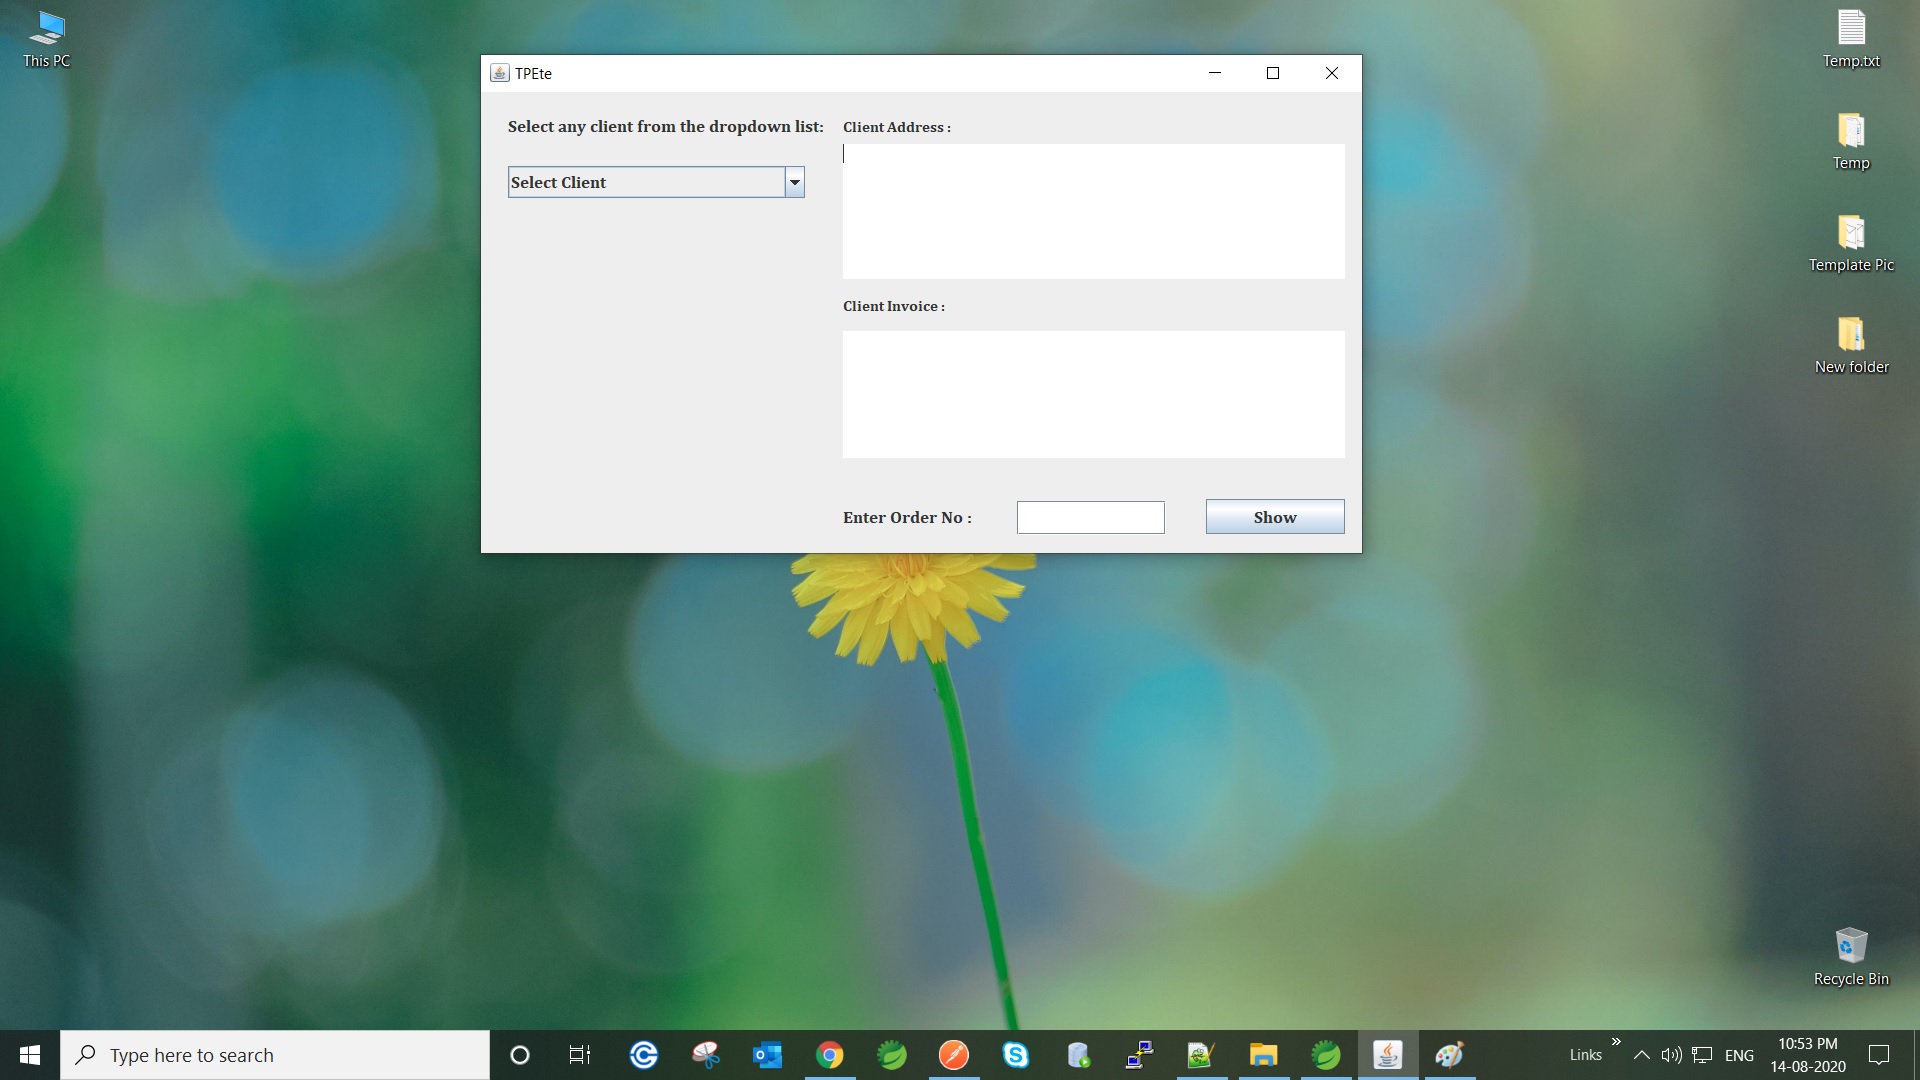 This PC
TPEte
Select any client from the dropdown list:
Select Client
Client Address :
Client Invoice :
Enter Order No :
Show
Temp.txt
Temp
Template Pic
New folder
Recycle Bin
Type here to search
Links
ENG
10:53 PM
14-08-2020